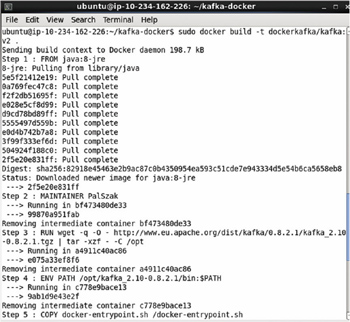 ubuntu@ip-10-234-162-226: ~/kafka-docker
File Edit View Search Terminal Help
ubuntu@ip-10-234-162-226:~/kafka-docker$ sudo docker build -t dockerkafka/kafka:
v2 .
Sending build context to Docker daemon 198.7 kB
Step 1 : FROM java:8-jre
8-jre: Pulling from library/java
5e5f21412e19: Pull complete
0a769fec47c8: Pull complete
f2f2db51695f: Pull complete
e028e5cf8d99: Pull complete
d9cd78bd89ff: Pull complete
5555497d559b: Pull complete
e0d4b742b7a8: Pull complete
3f99f333ef6d: Pull complete
504924f188c0: Pull complete
2f5e20e831ff: Pull complete
Digest: sha256:82918e45463e2b9ac87c0b4350954ea593c51cde7e943334d5e54b6ca5658eb8
Status: Downloaded newer image for java:8-jre
---> 2f5e20e831ff
Step 2 : MAINTAINER PalSzak
---> Running in bf473480de33
---> 99870a951fab
Removing intermediate container bf473480de33
Step 3 : RUN wget -q -O - http://www.eu.apache.org/dist/kafka/0.8.2.1/kafka_2.10
-0.8.2.1.tgz | tar -xzf - -C /opt
---> Running in a4911c40ac86
---> e075a33ef8f6
Removing intermediate container a4911c40ac86
Step 4 : ENV PATH /opt/kafka_2.10-0.8.2.1/bin:$PATH
---> Running in c778e9bace13
---> 9ab1d9e43e2f
Removing intermediate container c778e9bace13
Step 5 : COPY docker-entrypoint.sh /docker-entrypoint.sh